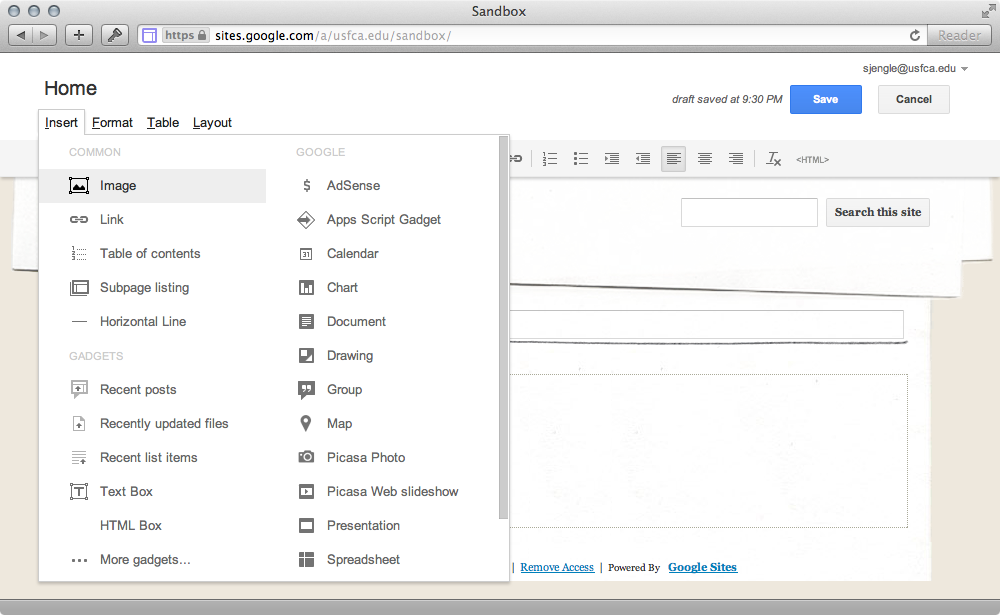 Sandbox
https sites.google.com/a/usfca.edu/sandbox/ Reader
sjengle@usfca.edu
Home
draft saved at 9:30 PM Save Cancel
Insert Format Table Layout
<HTML>
COMMON
Image
Link
Table of contents
Subpage listing
Horizontal Line
GADGETS
Recent posts
Recently updated files
Recent list items
Text Box
HTML Box
More gadgets...
GOOGLE
AdSense
Apps Script Gadget
31 Calendar
Chart
Document
Drawing
Group
Map
Picasa Photo
Picasa Web slideshow
Presentation
Spreadsheet
Search this site
| Remove Access | Powered By Google Sites